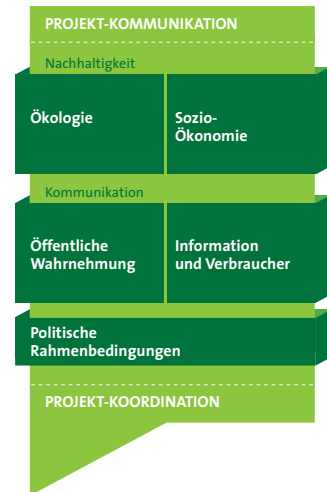 PROJEKT-KOMMUNIKATION
Nachhaltigkeit
Ökologie
Sozio-
Ökonomie
Kommunikation
Öffentliche
Wahrnehmung
Information
und Verbraucher
Politische
Rahmenbedingungen
PROJEKT-KOORDINATION